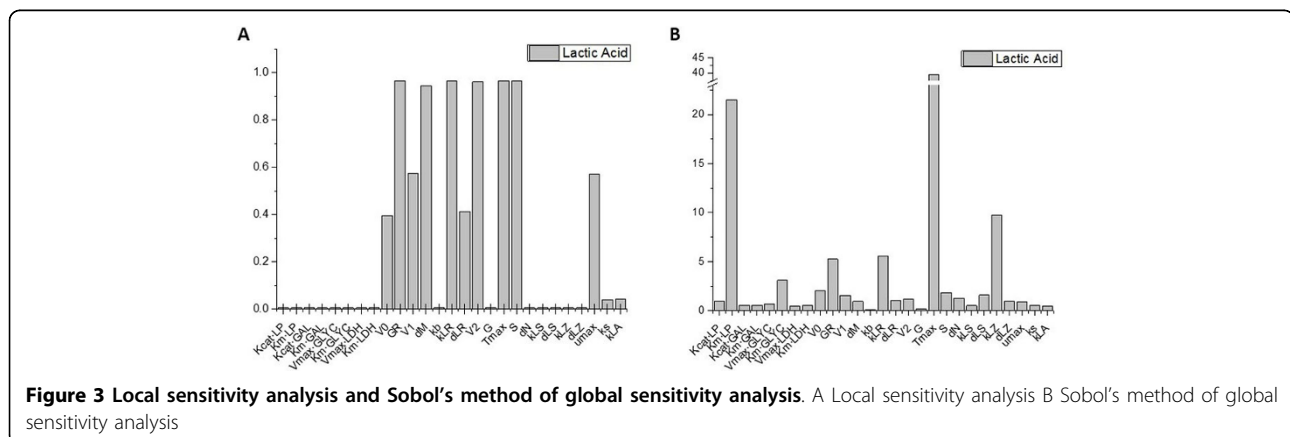 A
Lactic Acid
1.0
0.8
0.6
0.4
0.2
0.0
Kcat-LP
Km-LP
Kcat-GAL
Km-GAL
Vmax-GLYC
Km-GLYC
Vmax-LDH
Km-LDH
V0
GR
V1
dM
kb
kLR
dLR
V2
G
Tmax
S
dN
kLS
dLS
kLZ
dLZ
umax
ks
kLA
B
Lactic Acid
45
40
20
15
10
5
0
Kcat-LP
Km-LP
Kcat-GAL
Km-GAL
Vmax-GLYC
Km-GLYC
Vmax-LDH
Km-LDH
V0
GR
V1
dM
kb
kLR
dLR
V2
G
Tmax
S
dN
kLS
dLS
kLZ
dLZ
umax
ks
kLA
Figure 3 Local sensitivity analysis and Sobol's method of global sensitivity analysis. A Local sensitivity analysis B Sobol's method of global
sensitivity analysis